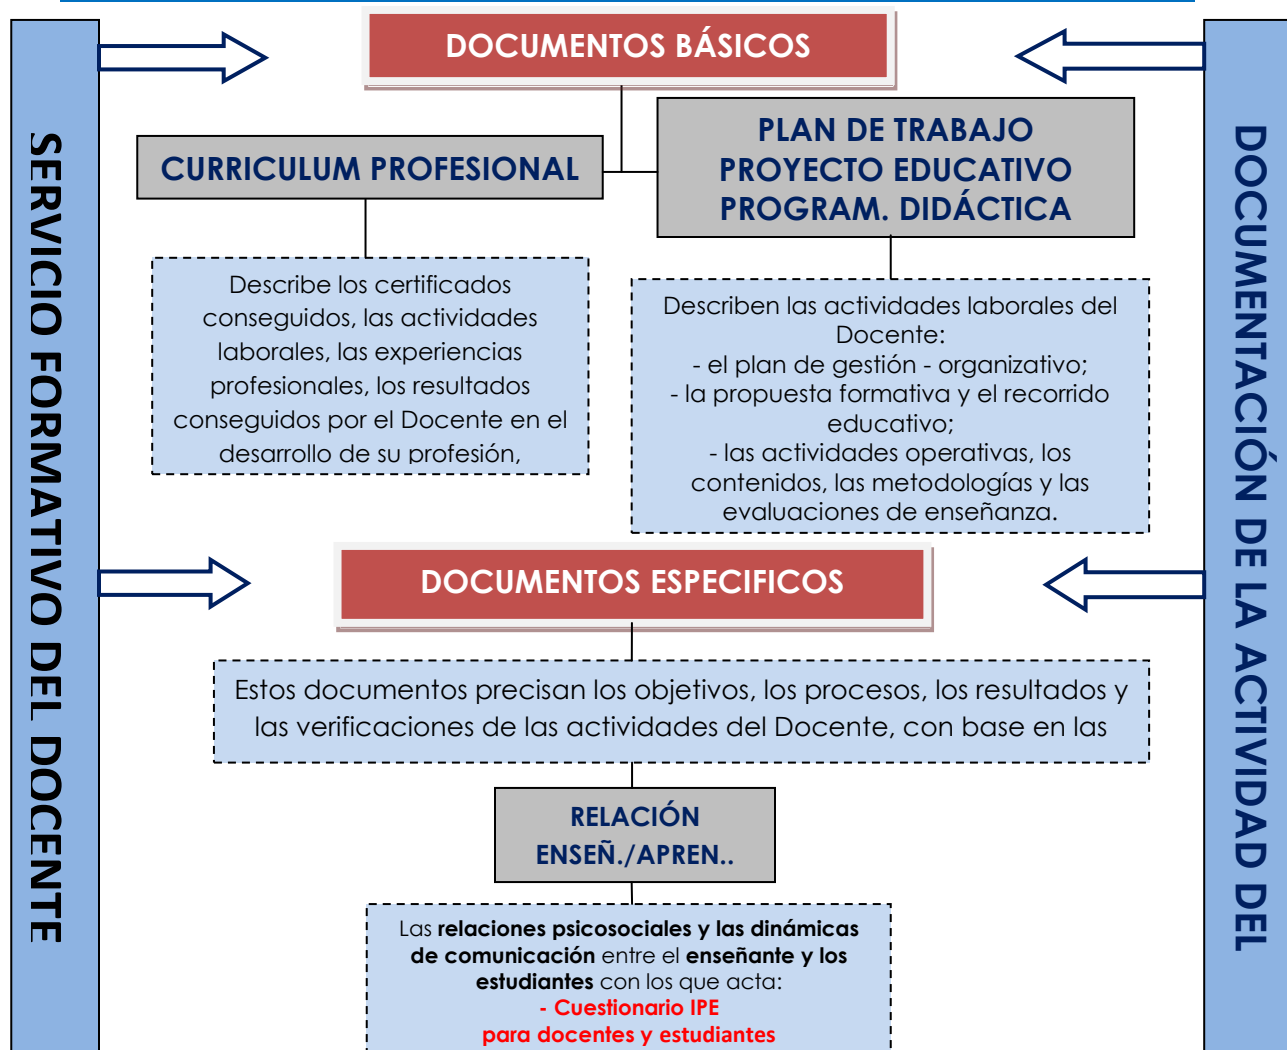 DOCUMENTOS BÁSICOS
CURRICULUM PROFESIONAL
PLAN DE TRABAJO
PROYECTO EDUCATIVO
PROGRAM. DIDÁCTICA
Describe los certificados
conseguidos, las actividades
laborales, las experiencias
profesionales, los resultados
conseguidos por el Docente en el
desarrollo de su profesión,
Describen las actividades laborales del
Docente:
- el plan de gestión - organizativo;
- la propuesta formativa y el recorrido
educativo;
- las actividades operativas, los
contenidos, las metodologías y las
evaluaciones de enseñanza.
DOCUMENTOS ESPECIFICOS
Estos documentos precisan los objetivos, los procesos, los resultados y
las verificaciones de las actividades del Docente, con base en las
RELACIÓN
ENSEÑ./APREN..
Las relaciones psicosociales y las dinámicas
de comunicación entre el enseñante y los
estudiantes con los que acta:
- Cuestionario IPE
para docentes y estudiantes
SERVICIO FORMATIVO DEL DOCENTE
DOCUMENTACIÓN DE LA ACTIVIDAD DEL